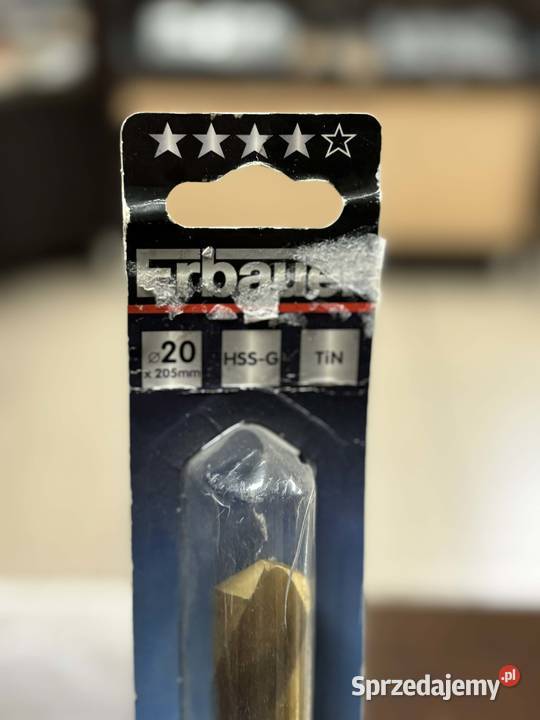 Erbauer
⌀20 HSS-G TiN
x 205mm
Sprzedajemy.pl